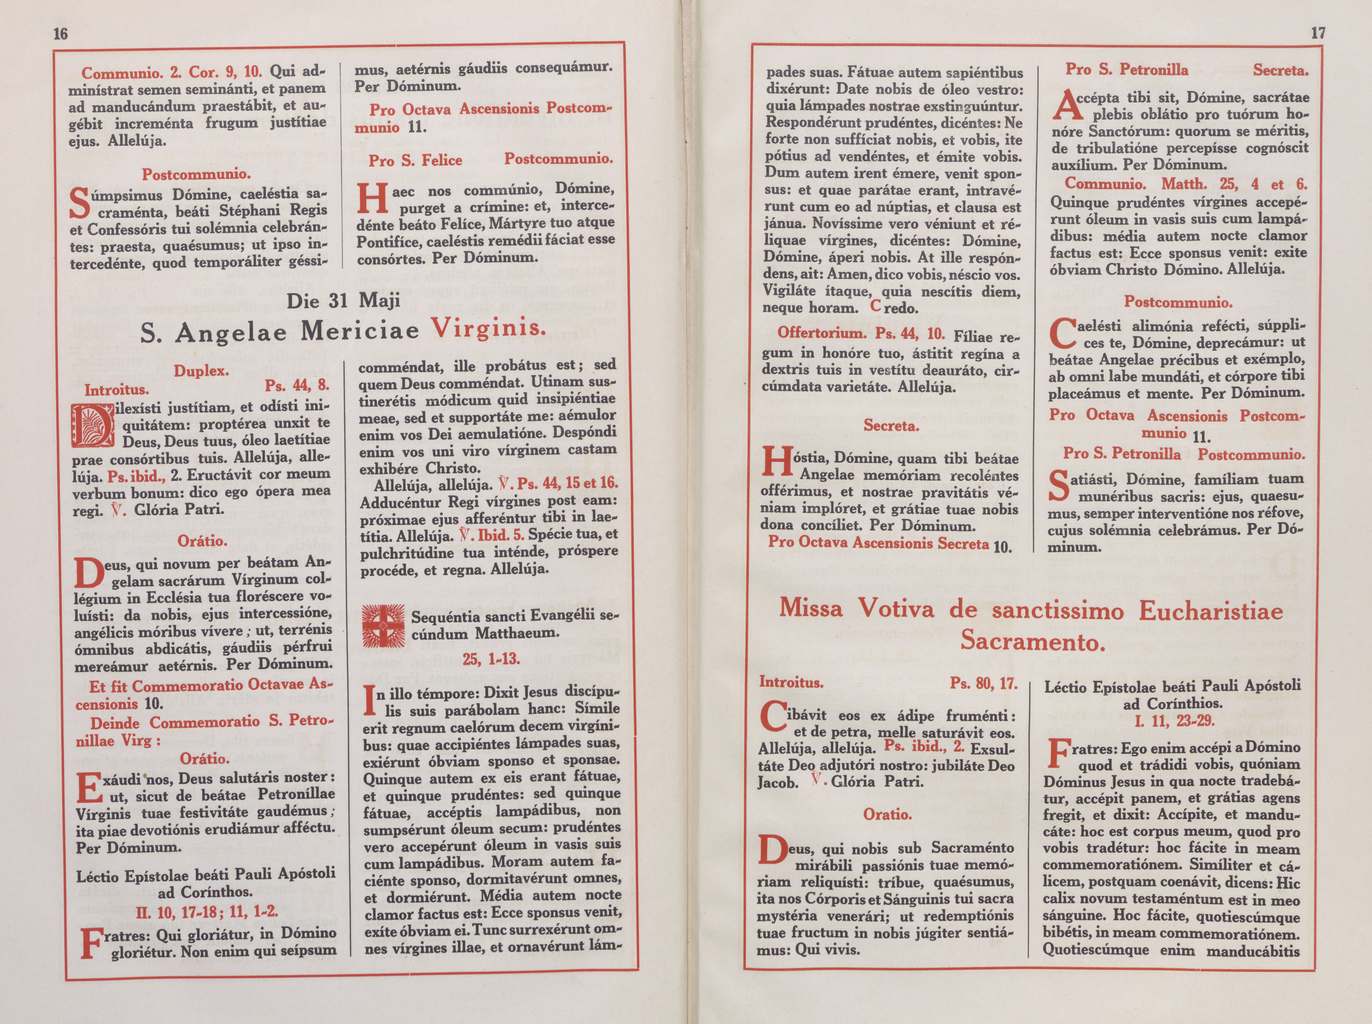 16
Communio. 2. Cor. 9, 10. Qui ad-
minístrat semen seminánti, et panem
ad manducándum praestábit, et au-
gébit increménta frugum justítiae
ejus. Allelúja.
Postcommunio.
Súmpsimus Dómine, caeléstia sa-
craménta, beáti Stéphani Regis
et Confessóris tui solémnia celebrán-
tes: praesta, quaésumus; ut ipso in-
tercedénte, quod temporáliter géssi-
mus, aetérnis gáudiis consequámur.
Per Dóminum.
Pro Octava Ascensionis Postcom-
munio 11.
Pro S. Felice Postcommunio.
Haec nos commúnio, Dómine,
purget a crímine: et, interce-
dénte beáto Felíce, Mártyre tuo atque
Pontífice, caeléstis remédii fáciat esse
consórtes. Per Dóminum.
Die 31 Maji
S. Angelae Mericiae Virginis.
Duplex.
Introitus. Ps. 44, 8.
Dilexísti justítiam, et odísti ini-
quitátem: proptérea unxit te
Deus, Deus tuus, óleo laetítiae
prae consórtibus tuis. Allelúja, alle-
lúja. Ps. ibid., 2. Eructávit cor meum
verbum bonum: dico ego ópera mea
regi. ℣. Glória Patri.
Orátio.
Deus, qui novum per beátam An-
gelam sacrárum Vírginum col-
légium in Ecclésia tua floréscere vo-
luísti: da nobis, ejus intercessióne,
angélicis móribus vívere; ut, terrénis
ómnibus abdicátis, gáudiis pérfrui
mereámur aetérnis. Per Dóminum.
Et fit Commemoratio Octavae As-
censionis 10.
Deinde Commemoratio S. Petro-
nillae Virg:
Orátio.
Exáudi nos, Deus salutáris noster:
ut, sicut de beátae Petroníllae
Vírginis tuae festivitáte gaudémus;
ita piae devotiónis erudiámur afféctu.
Per Dóminum.
Léctio Epístolae beáti Pauli Apóstoli
ad Corínthos.
II. 10, 17-18; 11, 1-2.
Fratres: Qui gloriátur, in Dómino
gloriétur. Non enim qui seípsum
comméndat, ille probátus est; sed
quem Deus comméndat. Utinam sus-
tinerétis módicum quid insipiéntiae
meae, sed et supportáte me: aémulor
enim vos Dei aemulatióne. Despóndi
enim vos uni viro vírginem castam
exhibére Christo.
Allelúja, allelúja. ℣. Ps. 44, 15 et 16.
Adducéntur Regi vírgines post eam:
próximae ejus afferéntur tibi in lae-
títia. Allelúja. ℣. Ibid. 5. Spécie tua, et
pulchritúdine tua inténde, próspere
procéde, et regna. Allelúja.
Sequéntia sancti Evangélii se-
cúndum Matthaeum.
25, 1-13.
In illo témpore: Dixit Jesus discípu-
lis suis parábolam hanc: Símile
erit regnum caelórum decem virgíni-
bus: quae accipiéntes lámpades suas,
exiérunt óbviam sponso et sponsae.
Quinque autem ex eis erant fátuae,
et quinque prudéntes: sed quinque
fátuae, accéptis lampádibus, non
sumpsérunt óleum secum: prudéntes
vero accepérunt óleum in vasis suis
cum lampádibus. Moram autem fa-
ciénte sponso, dormitavérunt omnes,
et dormiérunt. Média autem nocte
clamor factus est: Ecce sponsus venit,
exíte óbviam ei. Tunc surrexérunt om-
nes vírgines illae, et ornavérunt lám-
17
pades suas. Fátuae autem sapiéntibus
dixérunt: Date nobis de óleo vestro:
quia lámpades nostrae exstinguúntur.
Respondérunt prudéntes, dicéntes: Ne
forte non suffíciat nobis, et vobis, ite
pótius ad vendéntes, et émite vobis.
Dum autem irent émere, venit spon-
sus: et quae parátae erant, intravé-
runt cum eo ad núptias, et clausa est
jánua. Novíssime vero véniunt et ré-
liquae vírgines, dicéntes: Dómine,
Dómine, áperi nobis. At ille respón-
dens, ait: Amen, dico vobis, néscio vos.
Vigiláte ítaque, quia nescítis diem,
neque horam. Credo.
Offertorium. Ps. 44, 10. Fíliae re-
gum in honóre tuo, ástitit regína a
dextris tuis in vestítu deauráto, cir-
cúmdata varietáte. Allelúja.
Secreta.
Hóstia, Dómine, quam tibi beátae
Angelae memóriam recoléntes
offérimus, et nostrae pravitátis vé-
niam implóret, et grátiae tuae nobis
dona concíliet. Per Dóminum.
Pro Octava Ascensionis Secreta 10.
Pro S. Petronilla Secreta.
Accépta tibi sit, Dómine, sacrátae
plebis oblátio pro tuórum ho-
nóre Sanctórum: quorum se méritis,
de tribulatióne percepísse cognóscit
auxílium. Per Dóminum.
Communio. Matth. 25, 4 et 6.
Quinque prudéntes vírgines accepé-
runt óleum in vasis suis cum lampá-
dibus: média autem nocte clamor
factus est: Ecce sponsus venit: exite
óbviam Christo Dómino. Allelúja.
Postcommunio.
Caelésti alimónia refécti, súppli-
ces te, Dómine, deprecámur: ut
beátae Angelae précibus et exémplo,
ab omni labe mundáti, et córpore tibi
placeámus et mente. Per Dóminum.
Pro Octava Ascensionis Postcom-
munio 11.
Pro S. Petronilla Postcommunio.
Satiásti, Dómine, famíliam tuam
munéribus sacris: ejus, quaesu-
mus, semper interventióne nos réfove,
cujus solémnia celebrámus. Per Dó-
minum.
Missa Votiva de sanctissimo Eucharistiae
Sacramento.
Introitus. Ps. 80, 17.
Cibávit eos ex ádipe fruménti:
et de petra, melle saturávit eos.
Allelúja, allelúja. Ps. ibid., 2. Exsul-
táte Deo adjutóri nostro: jubiláte Deo
Jacob. ℣. Glória Patri.
Oratio.
Deus, qui nobis sub Sacraménto
mirábili passiónis tuae memó-
riam reliquísti: tríbue, quaésumus,
ita nos Córporis et Sánguinis tui sacra
mystéria venerári; ut redemptiónis
tuae fructum in nobis júgiter sentiá-
mus: Qui vivis.
Léctio Epístolae beáti Pauli Apóstoli
ad Corínthios.
I. 11, 23-29.
Fratres: Ego enim accépi a Dómino
quod et trádidi vobis, quóniam
Dóminus Jesus in qua nocte tradebá-
tur, accépit panem, et grátias agens
fregit, et dixit: Accípite, et mandu-
cáte: hoc est corpus meum, quod pro
vobis tradétur: hoc fácite in meam
commemoratiónem. Simíliter et cá-
licem, postquam coenávit, dicens: Hic
calix novum testaméntum est in meo
sánguine. Hoc fácite, quotiescúmque
bibétis, in meam commemoratiónem.
Quotiescúmque enim manducábitis